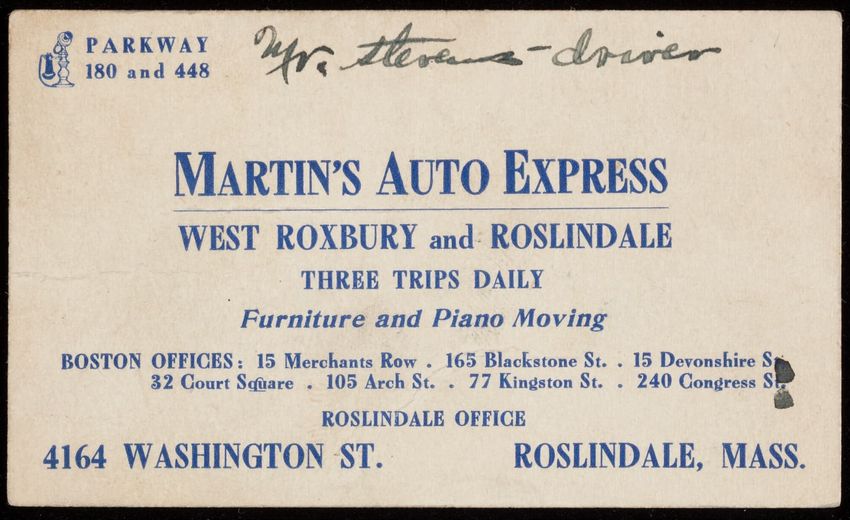 PARKWAY
180 and 448
Mr. Stevens - driver
MARTIN'S AUTO EXPRESS
WEST ROXBURY and ROSLINDALE
THREE TRIPS DAILY
Furniture and Piano Moving
BOSTON OFFICES: 15 Merchants Row . 165 Blackstone St. . 15 Devonshire St.
32 Court Square . 105 Arch St. . 77 Kingston St. . 240 Congress St.
ROSLINDALE OFFICE
4164 WASHINGTON ST. ROSLINDALE, MASS.